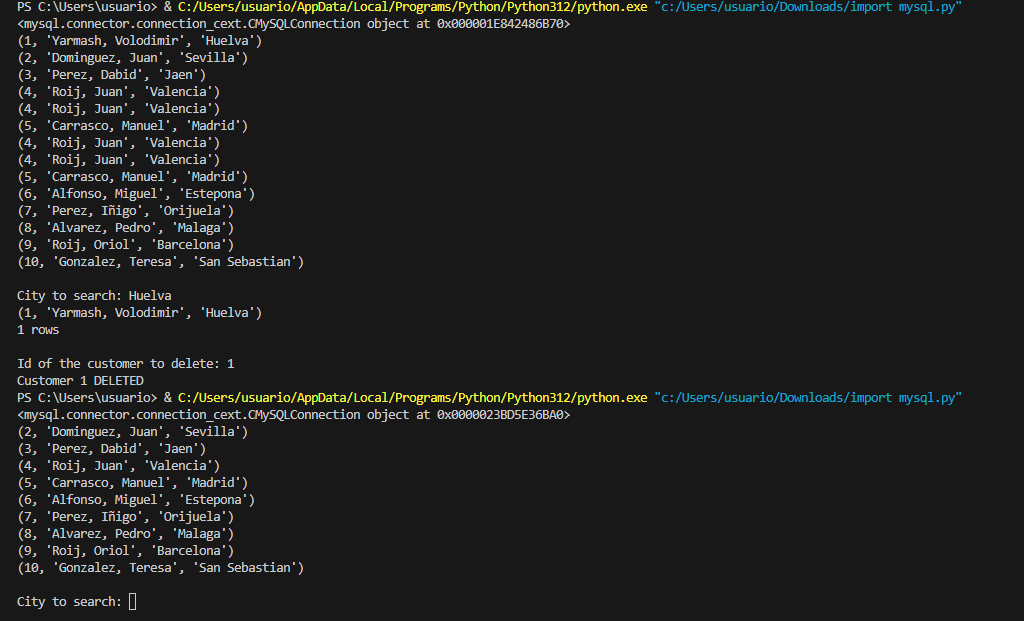 PS C:\Users\usuario> & C:/Users/usuario/AppData/Local/Programs/Python/Python312/python.exe "c:/Users/usuario/Downloads/import mysql.py"
<mysql.connector.connection_cext.CMySQLConnection object at 0x000001E842486B70>
(1, 'Yarmash, Volodimir', 'Huelva')
(2, 'Dominguez, Juan', 'Sevilla')
(3, 'Perez, Dabid', 'Jaen')
(4, 'Roij, Juan', 'Valencia')
(4, 'Roij, Juan', 'Valencia')
(5, 'Carrasco, Manuel', 'Madrid')
(4, 'Roij, Juan', 'Valencia')
(4, 'Roij, Juan', 'Valencia')
(5, 'Carrasco, Manuel', 'Madrid')
(6, 'Alfonso, Miguel', 'Estepona')
(7, 'Perez, Iñigo', 'Orijuela')
(8, 'Alvarez, Pedro', 'Malaga')
(9, 'Roij, Oriol', 'Barcelona')
(10, 'Gonzalez, Teresa', 'San Sebastian')
City to search: Huelva
(1, 'Yarmash, Volodimir', 'Huelva')
1 rows
Id of the customer to delete: 1
Customer 1 DELETED
PS C:\Users\usuario> & C:/Users/usuario/AppData/Local/Programs/Python/Python312/python.exe "c:/Users/usuario/Downloads/import mysql.py"
<mysql.connector.connection_cext.CMySQLConnection object at 0x0000023BD5E36BA0>
(2, 'Dominguez, Juan', 'Sevilla')
(3, 'Perez, Dabid', 'Jaen')
(4, 'Roij, Juan', 'Valencia')
(5, 'Carrasco, Manuel', 'Madrid')
(6, 'Alfonso, Miguel', 'Estepona')
(7, 'Perez, Iñigo', 'Orijuela')
(8, 'Alvarez, Pedro', 'Malaga')
(9, 'Roij, Oriol', 'Barcelona')
(10, 'Gonzalez, Teresa', 'San Sebastian')
City to search: